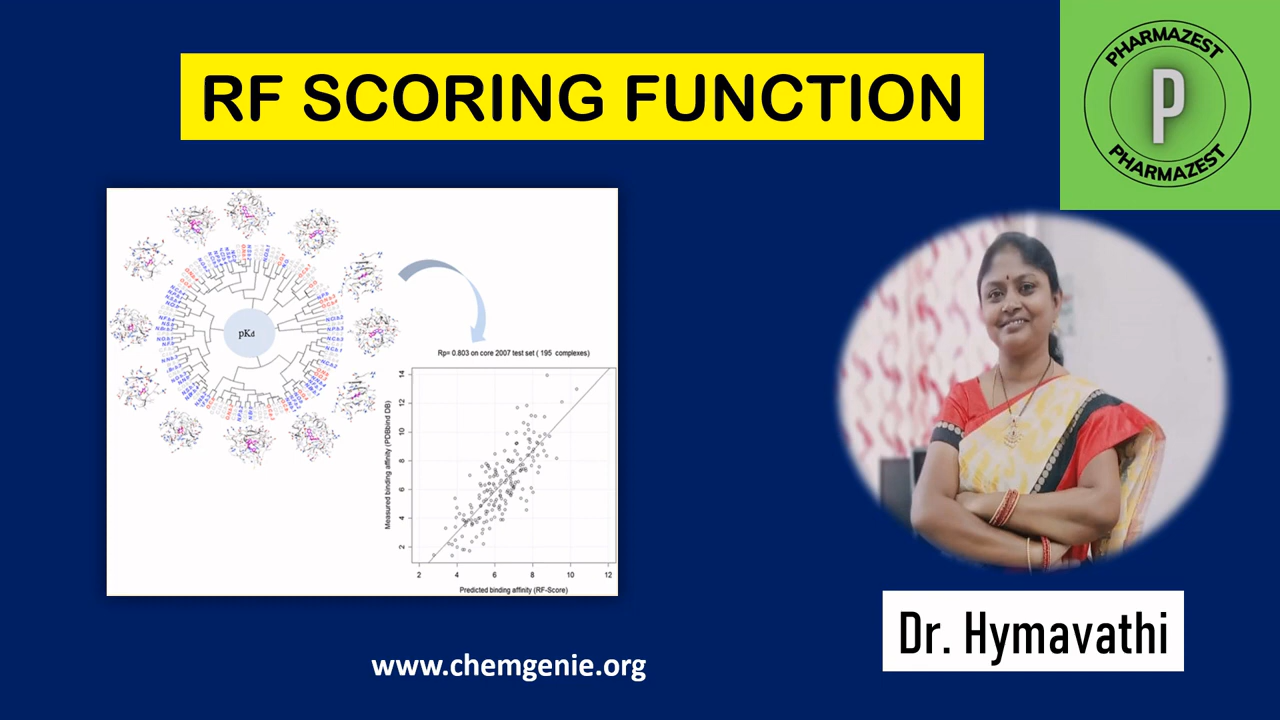 RF SCORING FUNCTION
PHARMAZEST
P
PHARMAZEST
pKd
Rp= 0.803 on core 2007 test set ( 195 complexes)
Measured binding affinity (PDBbind DB)
14
12
10
8
6
4
2
2 4 6 8 10 12
Predicted binding affinity (RF-Score)
Dr. Hymavathi
www.chemgenie.org